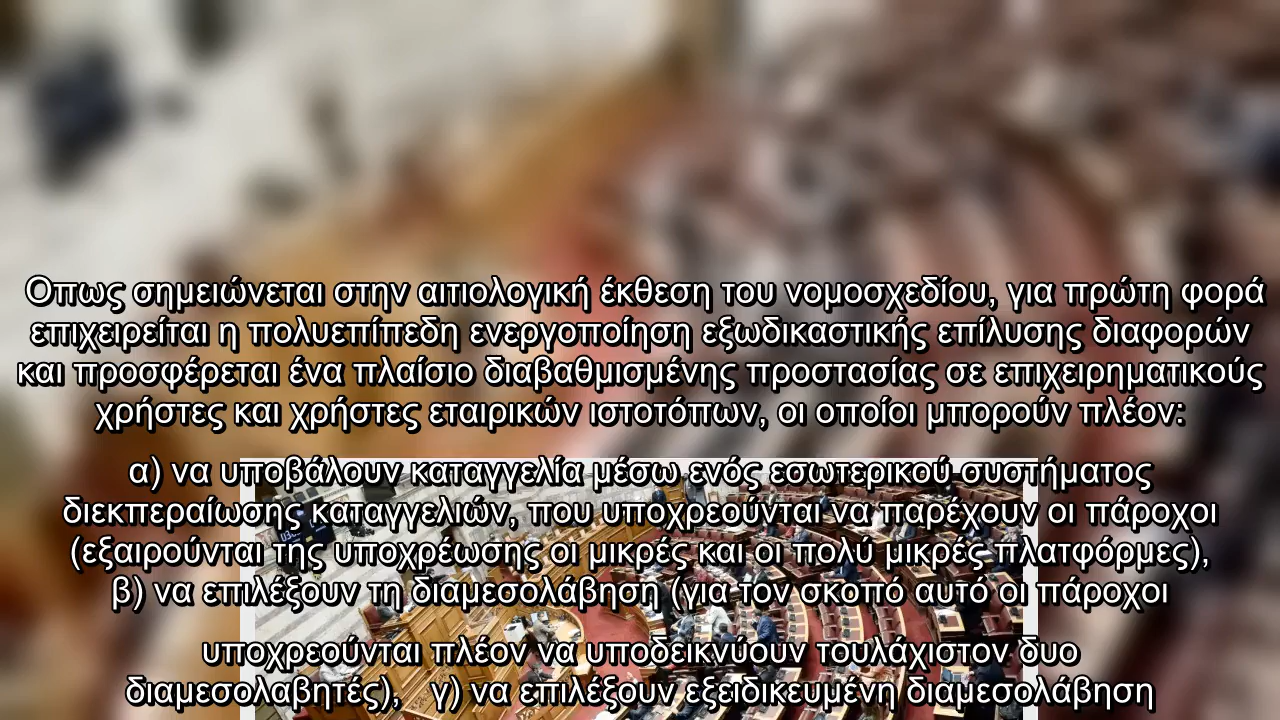 Οπως σημειώνεται στην αιτιολογική έκθεση του νομοσχεδίου, για πρώτη φορά
επιχειρείται η πολυεπίπεδη ενεργοποίηση εξωδικαστικής επίλυσης διαφορών
και προσφέρεται ένα πλαίσιο διαβαθμισμένης προστασίας σε επιχειρηματικούς
χρήστες και χρήστες εταιρικών ιστοτόπων, οι οποίοι μπορούν πλέον:
α) να υποβάλουν καταγγελία μέσω ενός εσωτερικού συστήματος
διεκπεραίωσης καταγγελιών, που υποχρεούνται να παρέχουν οι πάροχοι
(εξαιρούνται της υποχρέωσης οι μικρές και οι πολύ μικρές πλατφόρμες),
β) να επιλέξουν τη διαμεσολάβηση (για τον σκοπό αυτό οι πάροχοι
υποχρεούνται πλέον να υποδεικνύουν τουλάχιστον δυο
διαμεσολαβητές), γ) να επιλέξουν εξειδικευμένη διαμεσολάβηση